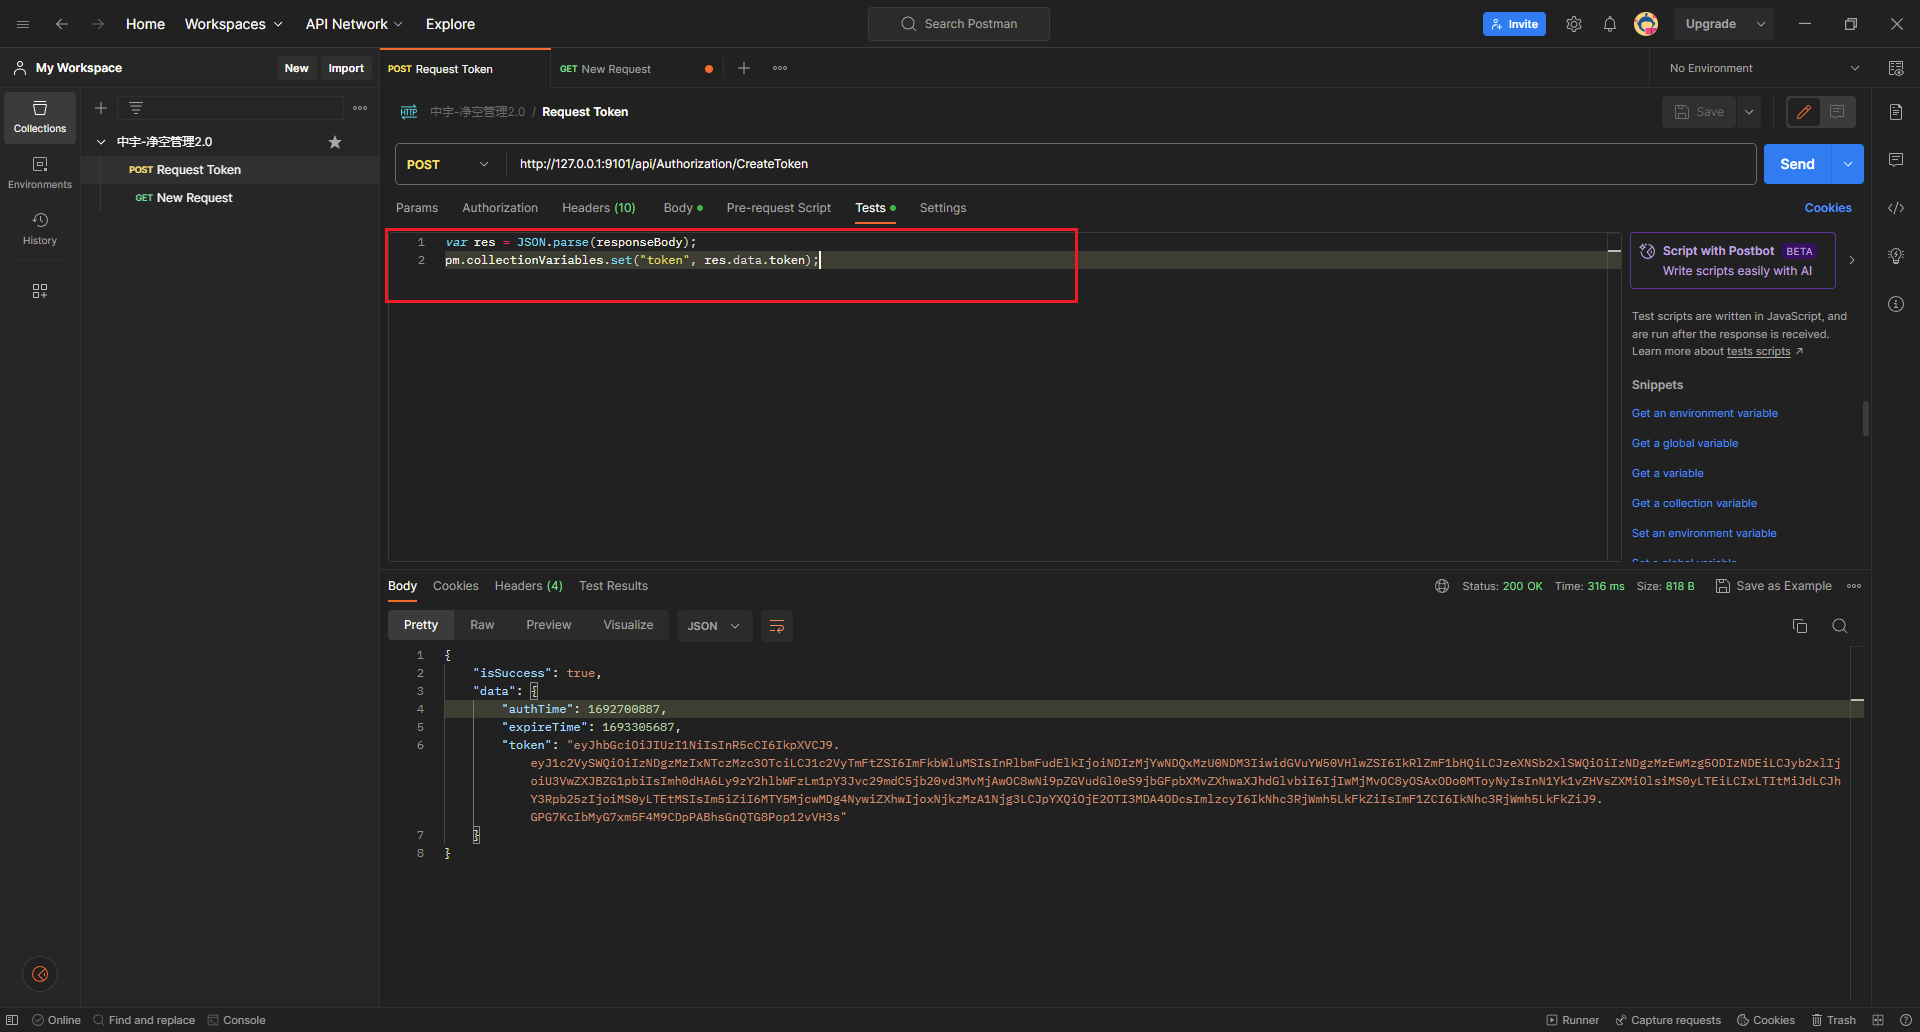 Home Workspaces API Network Explore Search Postman Invite Upgrade
My Workspace New Import POST Request Token GET New Request No Environment
Collections
Environments
History
中宇-净空管理2.0
POST Request Token
GET New Request
HTTP 中宇-净空管理2.0 / Request Token Save
POST http://127.0.0.1:9101/api/Authorization/CreateToken Send
Params Authorization Headers (10) Body Pre-request Script Tests Settings Cookies
1 var res = JSON.parse(responseBody);
2 pm.collectionVariables.set("token", res.data.token);
Script with Postbot BETA
Write scripts easily with AI
Test scripts are written in JavaScript, and
are run after the response is received.
Learn more about tests scripts
Snippets
Get an environment variable
Get a global variable
Get a variable
Get a collection variable
Set an environment variable
Body Cookies Headers (4) Test Results Status: 200 OK Time: 316 ms Size: 818 B Save as Example
Pretty Raw Preview Visualize JSON
1 {
2 "isSuccess": true,
3 "data": {
4 "authTime": 1692700887,
5 "expireTime": 1693305687,
6 "token": "eyJhbGciOiJIUzI1NiIsInR5cCI6IkpXVCJ9.
7 }
8 }
Online Find and replace Console Runner Capture requests Cookies Trash